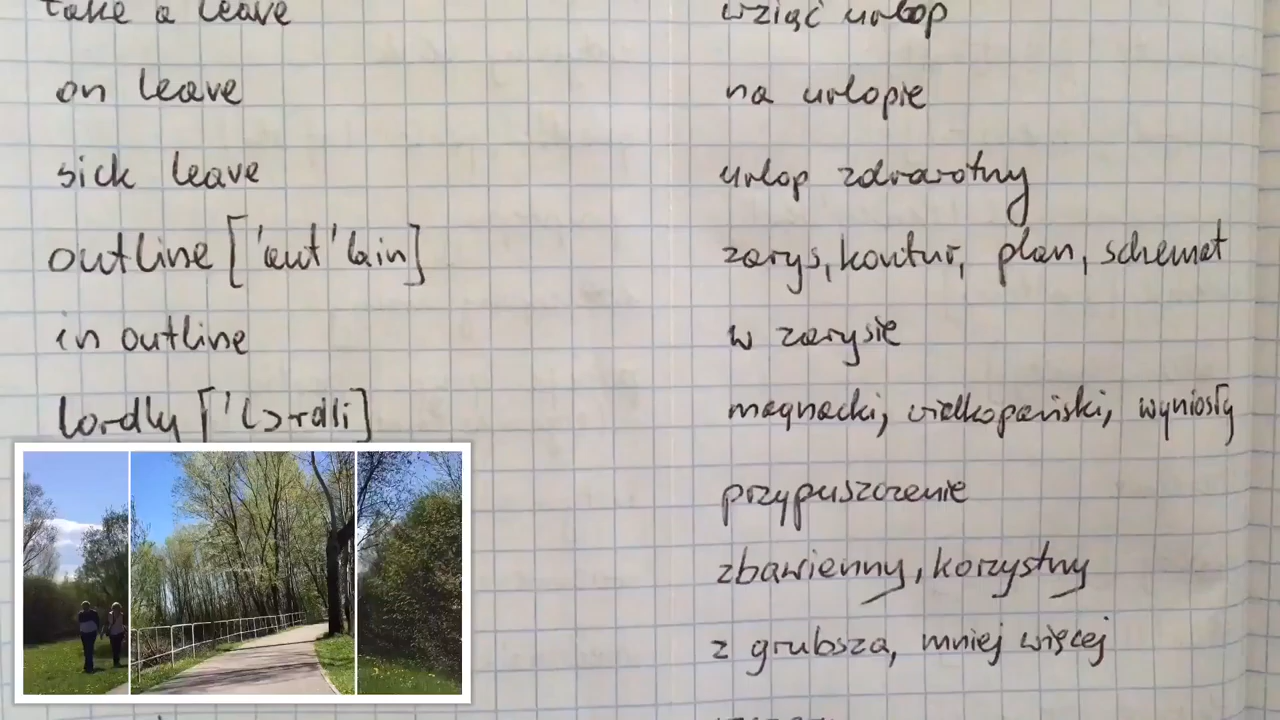 take a leave wziąć urlop
on leave na urlopie
sick leave urlop zdrowotny
outline ['aut'lain] zarys, kontur, plan, schemat
in outline w zarysie
lordly ['lɔrdli] magnacki, wielkopański, wyniosły
przypuszczenie
zbawienny, korzystny
z grubsza, mniej więcej